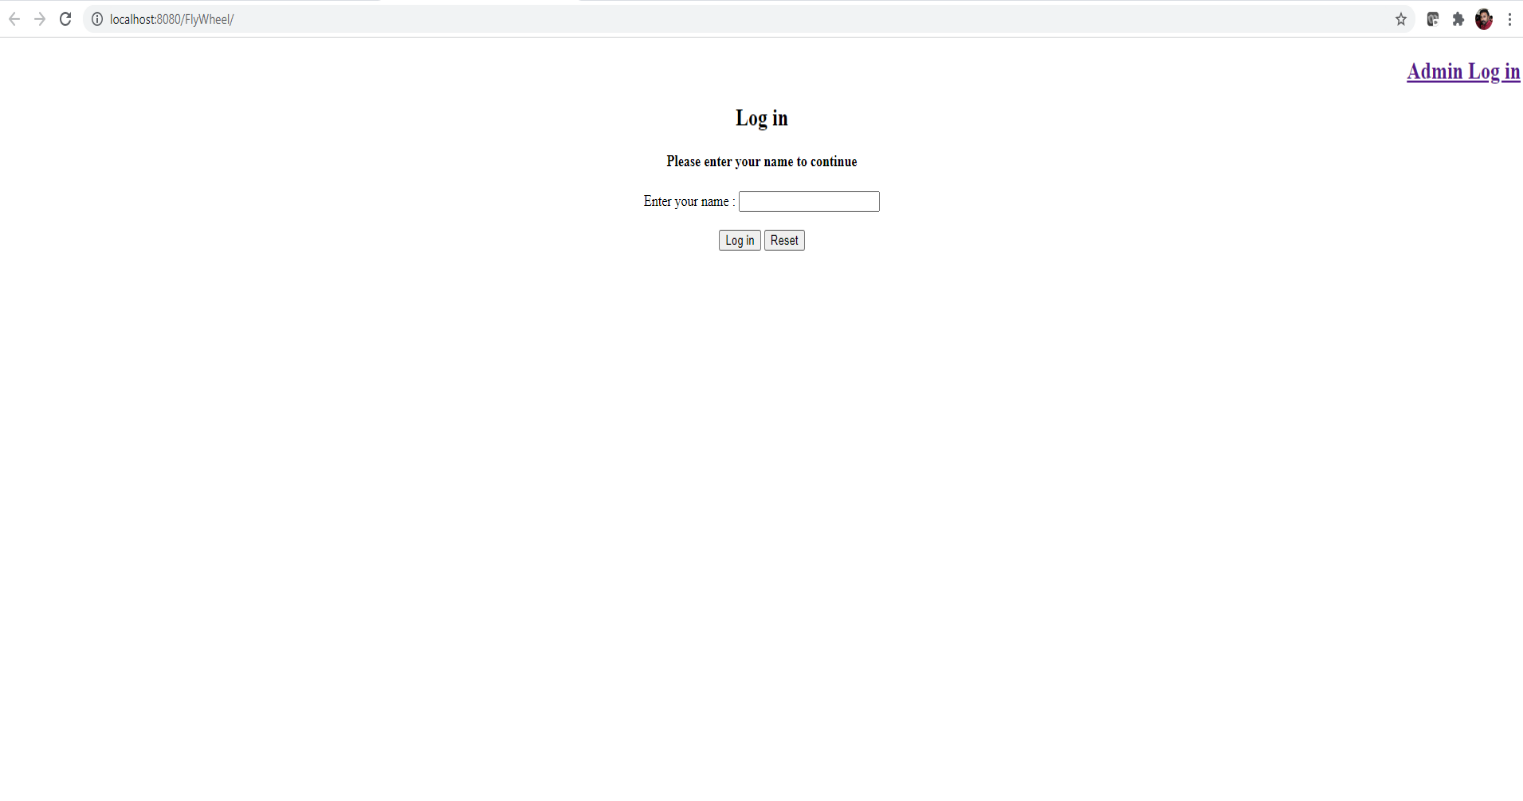 localhost:8080/FlyWheel/
Admin Log in
Log in
Please enter your name to continue
Enter your name :
Log in Reset